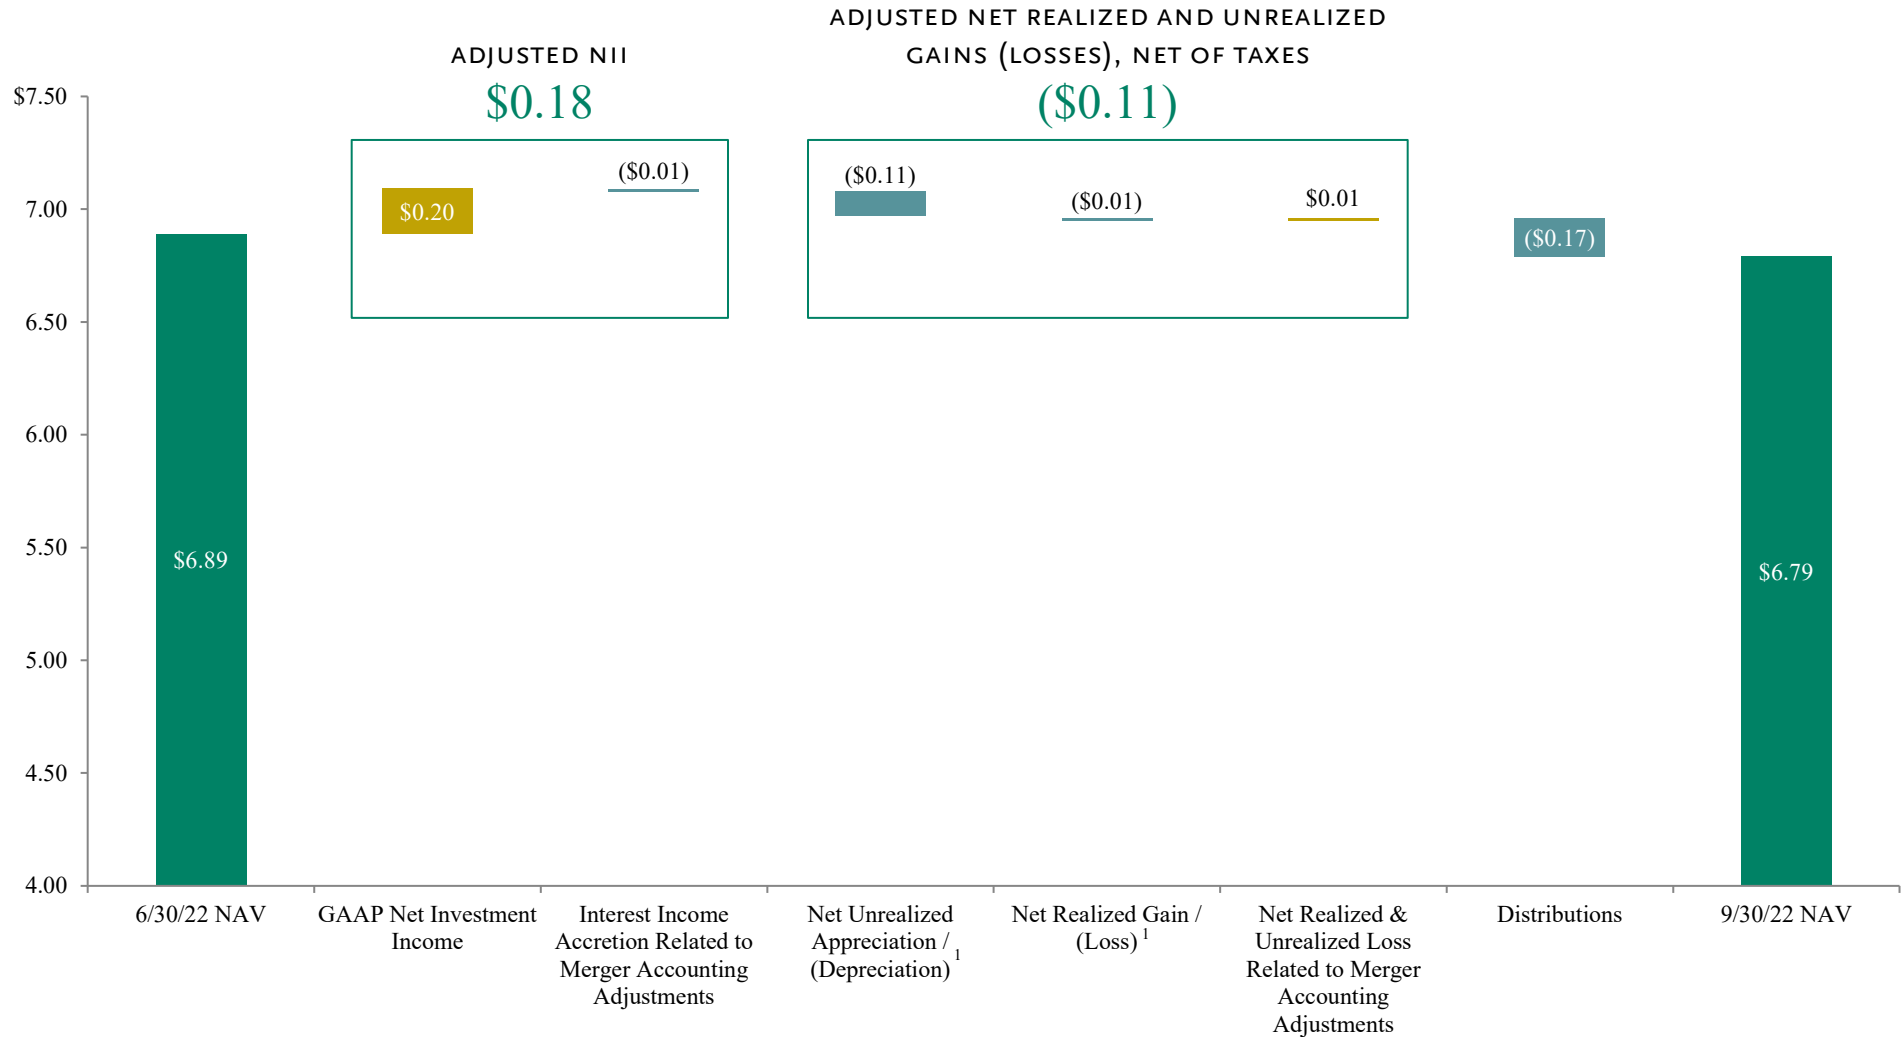 ADJUSTED NII
$0.18
ADJUSTED NET REALIZED AND UNREALIZED
GAINS (LOSSES), NET OF TAXES
($0.11)
$7.50
7.00
6.50
6.00
5.50
5.00
4.50
4.00
$6.89
$0.20
($0.01)
($0.11)
($0.01)
$0.01
($0.17)
$6.79
6/30/22 NAV
GAAP Net Investment
Income
Interest Income
Accretion Related to
Merger Accounting
Adjustments
Net Unrealized
Appreciation /
(Depreciation) 1
Net Realized Gain /
(Loss) 1
Net Realized &
Unrealized Loss
Related to Merger
Accounting
Adjustments
Distributions
9/30/22 NAV